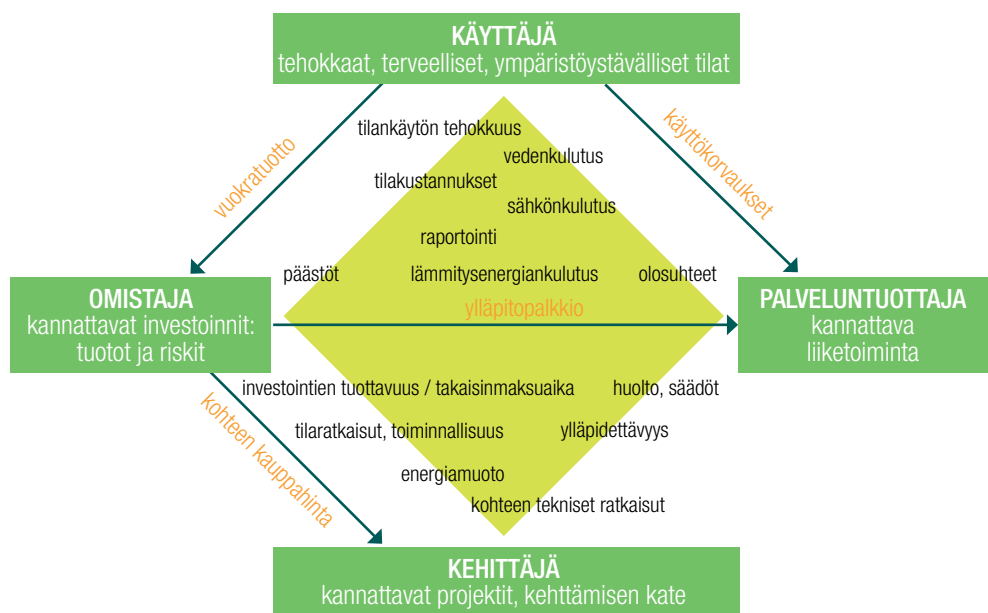 KÄYTTÄJÄ
tehokkaat, terveelliset, ympäristöystävälliset tilat
tilankäytön tehokkuus
vedenkulutus
tilakustannukset
sähkönkulutus
raportointi
päästöt
lämmitysenergiankulutus
olosuhteet
vuokratuotto
käyttökorvaukset
OMISTAJA
kannattavat investoinnit:
tuotot ja riskit
ylläpitopalkkio
PALVELUNTUOTTAJA
kannattava
liiketoiminta
investointien tuottavuus / takaisinmaksuaika
huolto, säädöt
tilaratkaisut, toiminnallisuus
ylläpidettävyys
energiamuoto
kohteen tekniset ratkaisut
kohteen kauppahinta
KEHITTÄJÄ
kannattavat projektit, kehttämisen kate